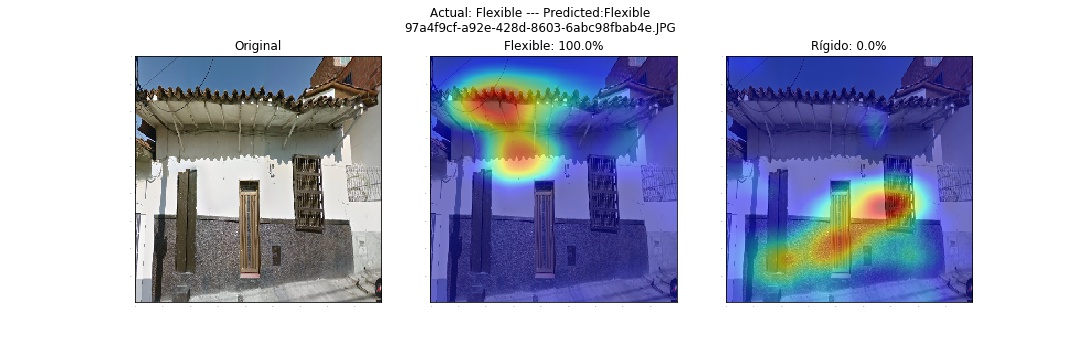 Actual: Flexible --- Predicted:Flexible
97a4f9cf-a92e-428d-8603-6abc98fbab4e.JPG
Original
Flexible: 100.0%
Rígido: 0.0%